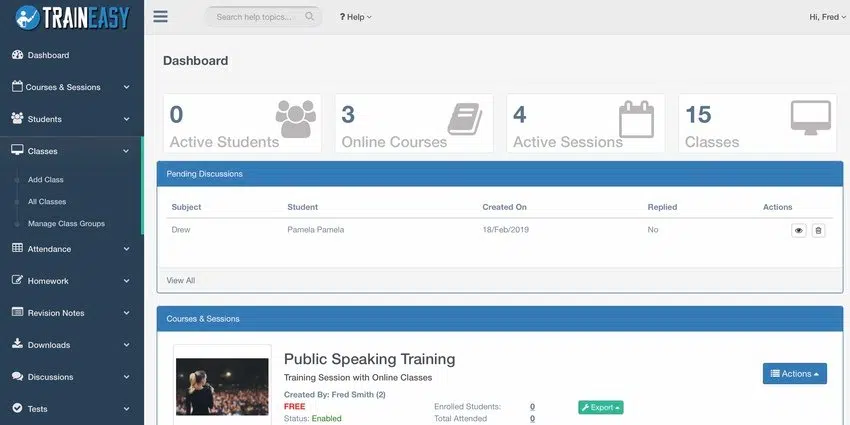 TRAINEASY
Search help topics...
? Help
Hi, Fred
Dashboard
Courses & Sessions
Students
Classes
Add Class
All Classes
Manage Class Groups
Attendance
Homework
Revision Notes
Downloads
Discussions
Tests
Dashboard
0
Active Students
3
Online Courses
4
Active Sessions
15
Classes
Pending Discussions
Subject Student Created On Replied Actions
Drew Pamela Pamela 18/Feb/2019 No
View All
Courses & Sessions
Public Speaking Training
Training Session with Online Classes
Actions
Created By: Fred Smith (2)
FREE Enrolled Students: 0 Export
Status: Enabled Total Attended 0